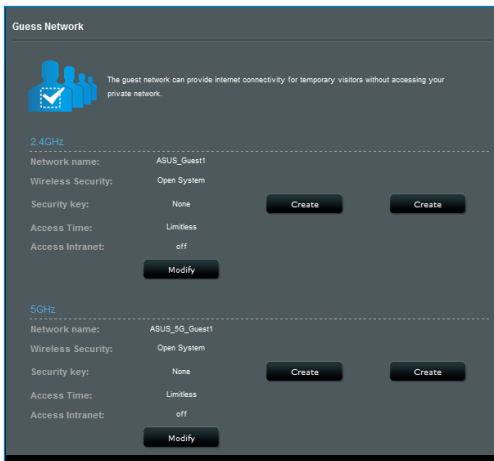 Guess Network
The guest network can provide internet connectivity for temporary visitors without accessing your
private network.
2.4GHz
Network name: ASUS_Guest1
Wireless Security: Open System
Security key: None Create Create
Access Time: Limitless
Access Intranet: off
Modify
5GHz
Network name: ASUS_5G_Guest1
Wireless Security: Open System
Security key: None Create Create
Access Time: Limitless
Access Intranet: off
Modify